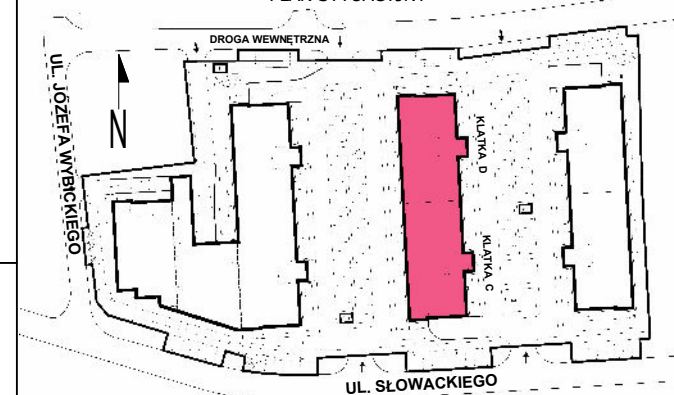 DROGA WEWNĘTRZNA
UL. JÓZEFA WYBICKIEGO
N
KLATKA D
KLATKA C
UL. SŁOWACKIEGO